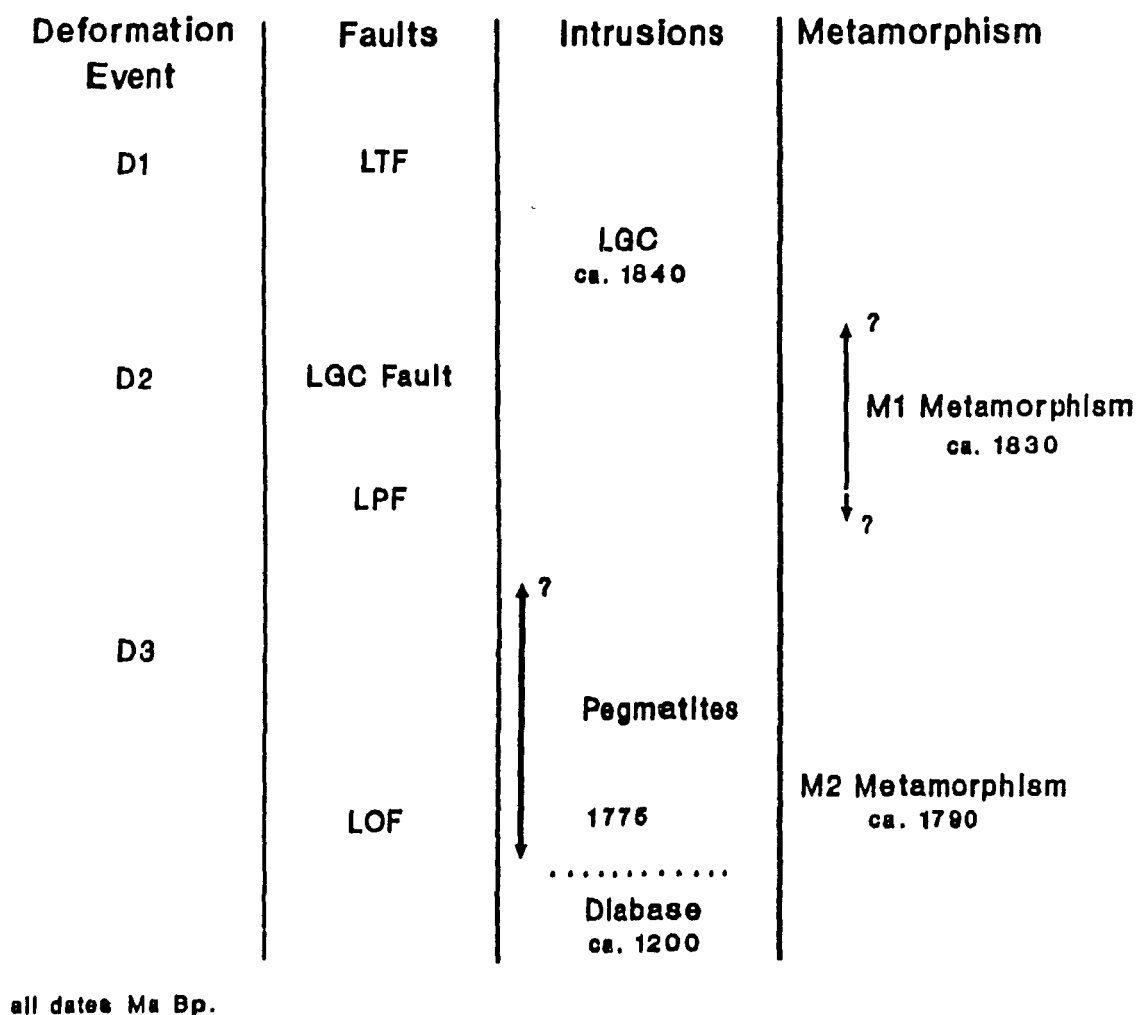 Deformation Event
Faults
Intrusions
Metamorphism
D1
LTF
LGC
ca. 1840
?
D2
LGC Fault
M1 Metamorphism
ca. 1830
LPF
?
?
D3
Pegmatites
M2 Metamorphism
ca. 1790
LOF
1775
............
Diabase
ca. 1200
all dates Ma Bp.